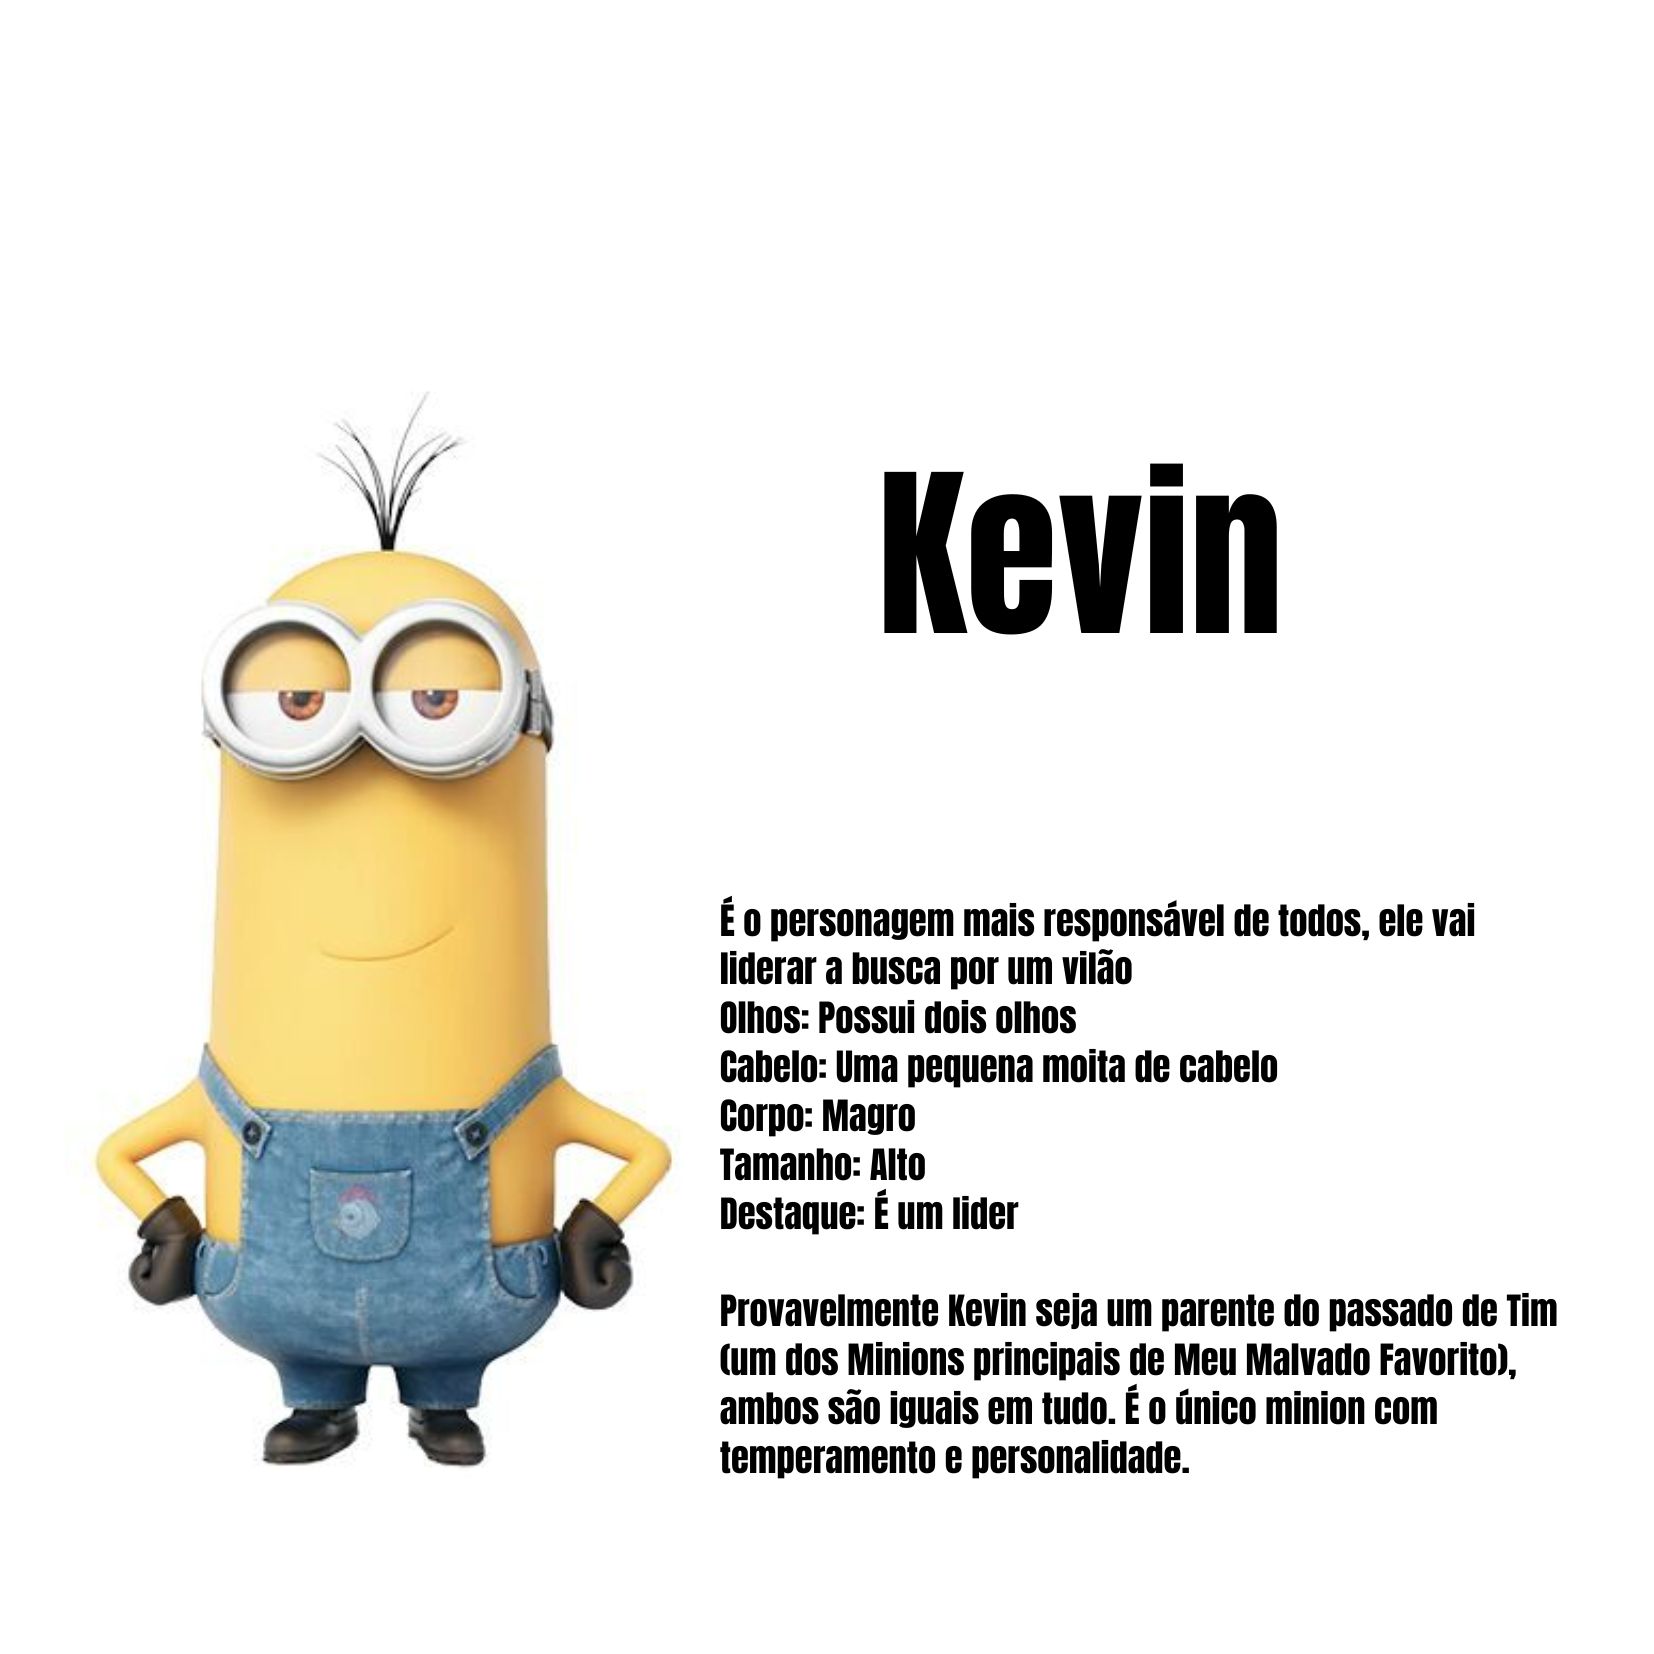 Kevin
É o personagem mais responsável de todos, ele vai
liderar a busca por um vilão
Olhos: Possui dois olhos
Cabelo: Uma pequena moita de cabelo
Corpo: Magro
Tamanho: Alto
Destaque: É um lider
Provavelmente Kevin seja um parente do passado de Tim
(um dos Minions principais de Meu Malvado Favorito),
ambos são iguais em tudo. É o único minion com
temperamento e personalidade.